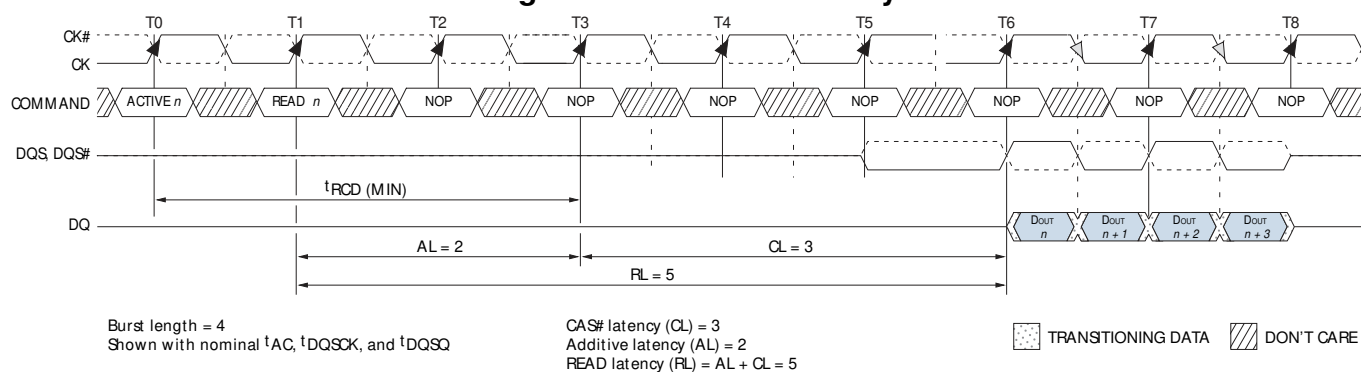 T0 T1 T2 T3 T4 T5 T6 T7 T8
CK#
CK
COMMAND ACTIVE n READ n NOP NOP NOP NOP NOP NOP NOP
DQS, DQS#
tRCD (MIN)
DQ DOUT n DOUT n + 1 DOUT n + 2 DOUT n + 3
AL = 2 CL = 3
RL = 5
Burst length = 4
Shown with nominal tAC, tDQSCK, and tDQSQ
CAS# latency (CL) = 3
Additive latency (AL) = 2
READ latency (RL) = AL + CL = 5
TRANSITIONING DATA DON'T CARE